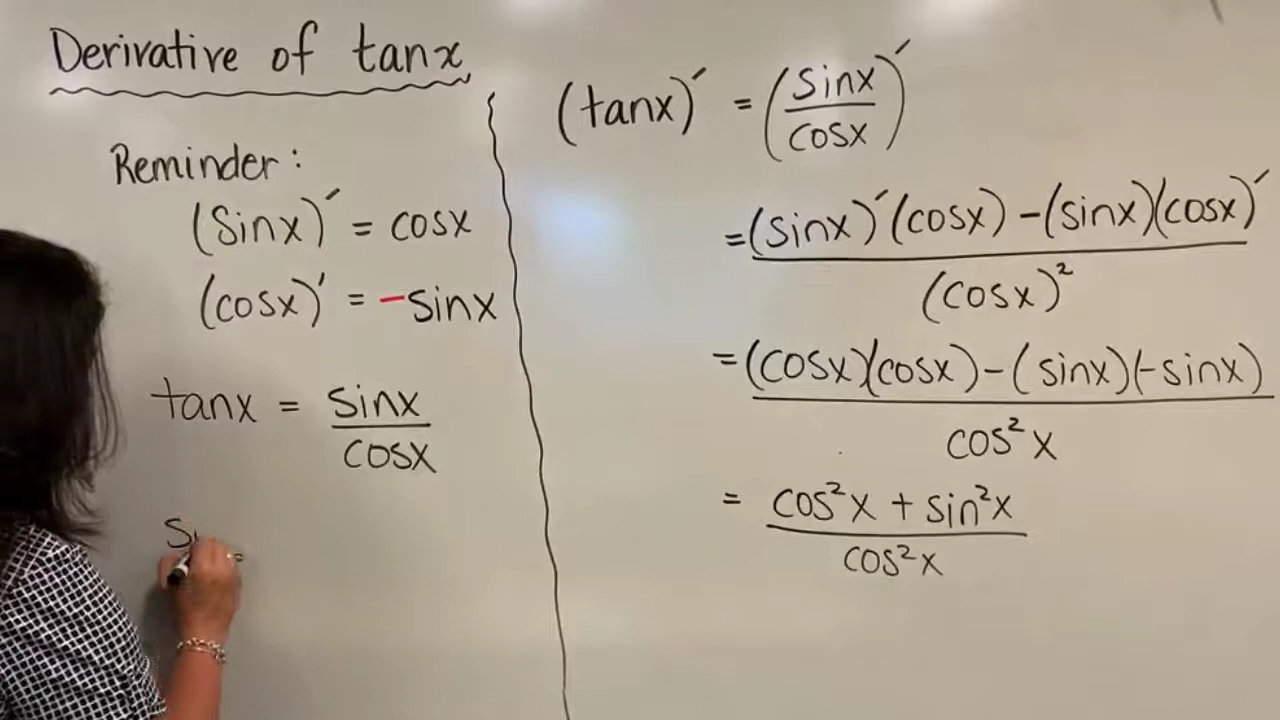 Derivative of tanx
Reminder:
(Sinx)′ = cosx
(cosx)′ = -sinx
tanx = sinx/cosx
(tanx)′ = (sinx/cosx)′
= (sinx)′(cosx) - (sinx)(cosx)′
(cosx)²
= (cosx)(cosx) - (sinx)(-sinx)
cos²x
= cos²x + sin²x
cos²x